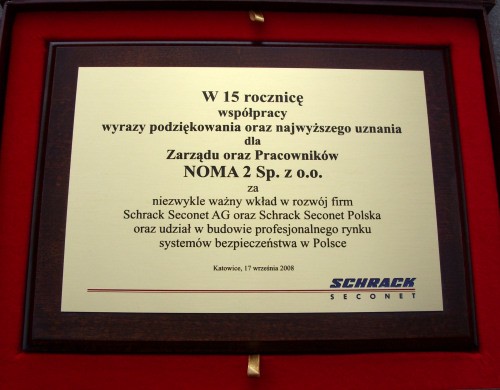 W 15 rocznicę
współpracy
wyrazy podziękowania oraz najwyższego uznania
dla
Zarządu oraz Pracowników
NOMA 2 Sp. z o.o.
za
niezwykle ważny wkład w rozwój firm
Schrack Seconet AG oraz Schrack Seconet Polska
oraz udział w budowie profesjonalnego rynku
systemów bezpieczeństwa w Polsce
Katowice, 17 września 2008
SCHRACK
SECONET